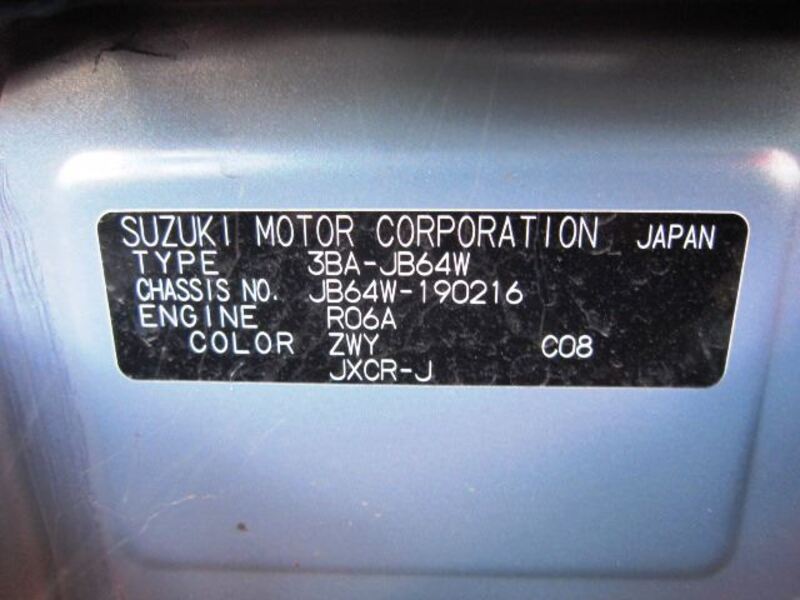 SUZUKI MOTOR CORPORATION JAPAN
TYPE 3BA-JB64W
CHASSIS NO. JB64W-190216
ENGINE R06A
COLOR ZWY C08
JXCR-J